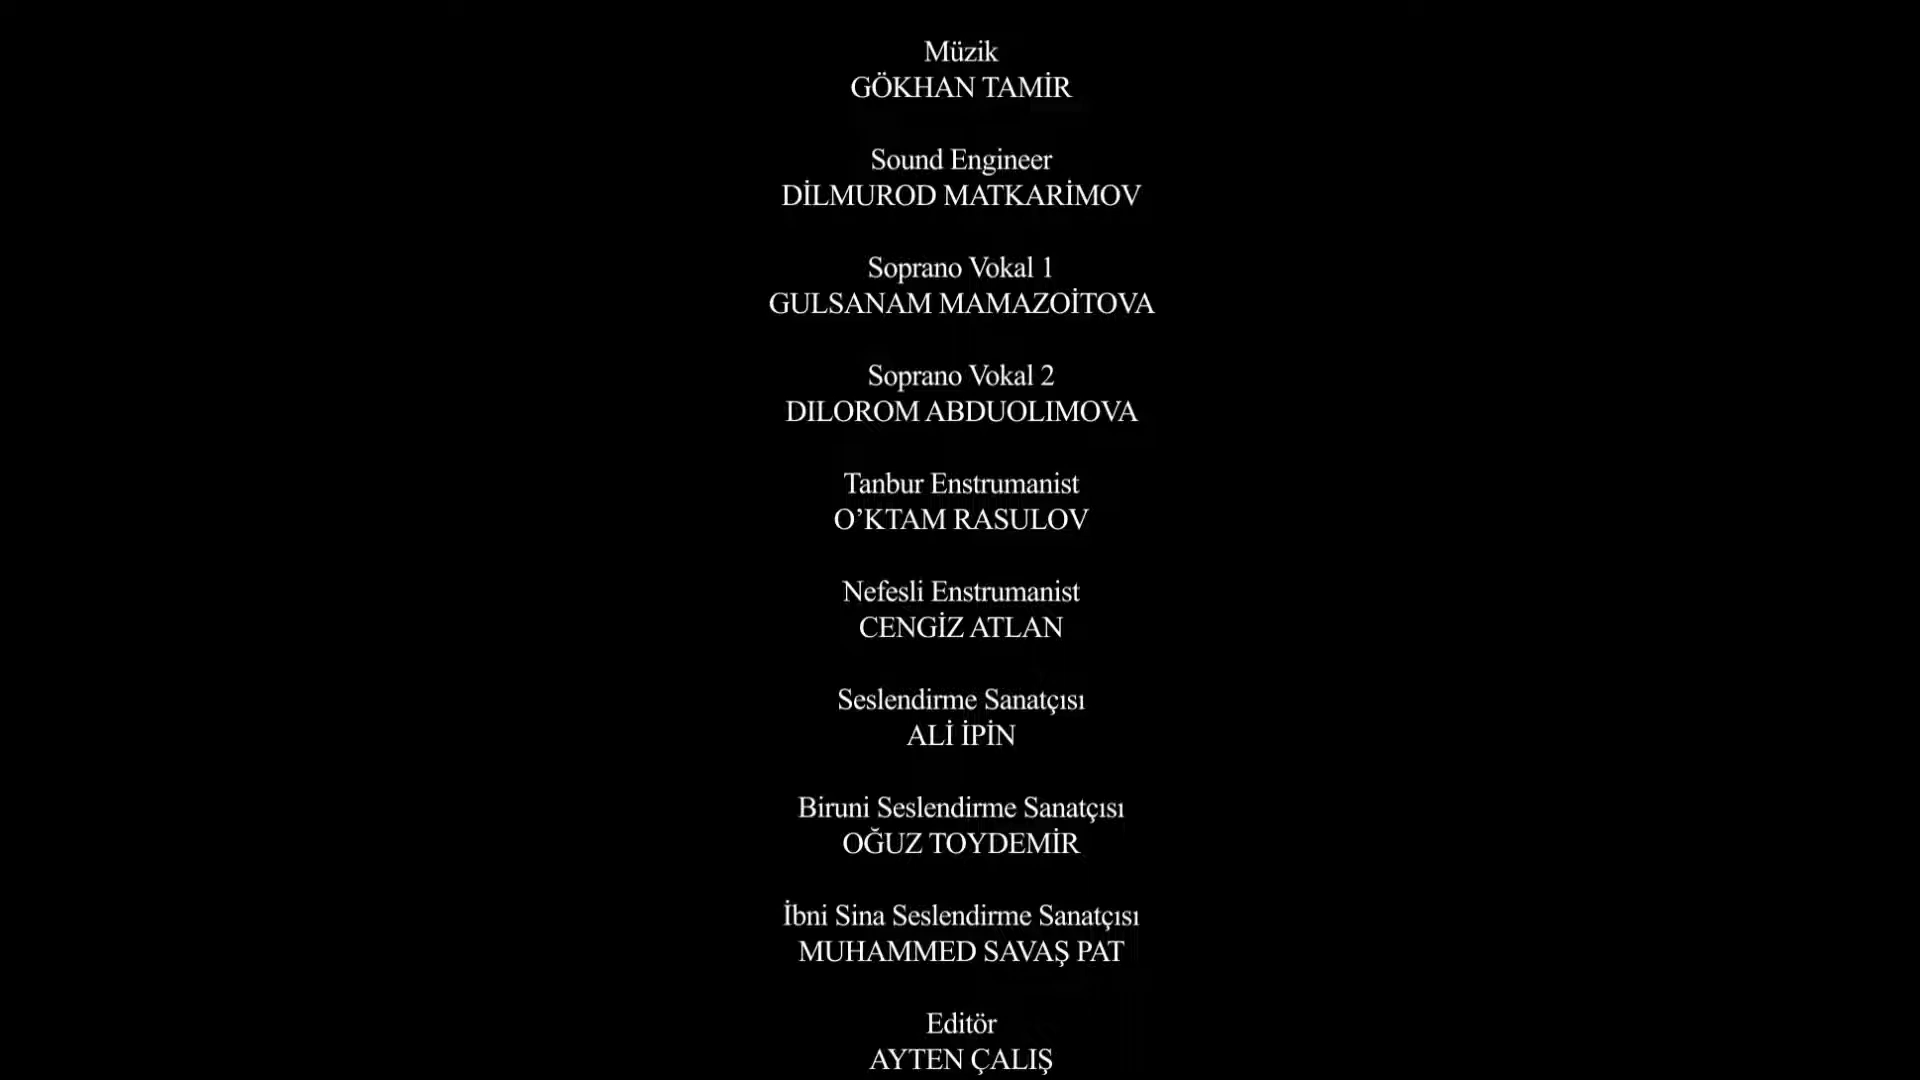 Müzik
GÖKHAN TAMİR
Sound Engineer
DİLMUROD MATKARİMOV
Soprano Vokal 1
GULSANAM MAMAZOİTOVA
Soprano Vokal 2
DILOROM ABDUOLIMOVA
Tanbur Enstrumanist
O’KTAM RASULOV
Nefesli Enstrumanist
CENGİZ ATLAN
Seslendirme Sanatçısı
ALİ İPİN
Biruni Seslendirme Sanatçısı
OĞUZ TOYDEMİR
İbni Sina Seslendirme Sanatçısı
MUHAMMED SAVAŞ PAT
Editör
AYTEN ÇALIŞ